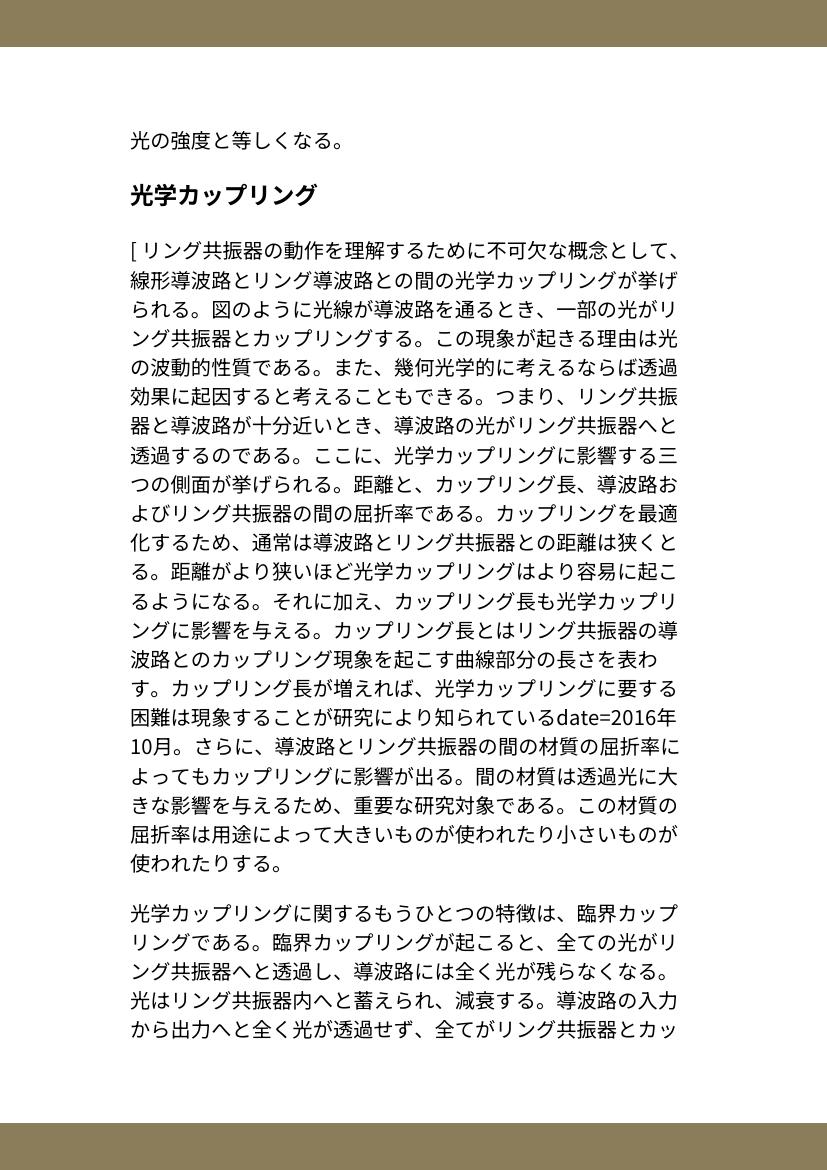 光の強度と等しくなる。
光学カップリング
[ リング共振器の動作を理解するために不可欠な概念として、
線形導波路とリング導波路との間の光学カップリングが挙げ
られる。図のように光線が導波路を通るとき、一部の光がリ
ング共振器とカップリングする。この現象が起きる理由は光
の波動的性質である。また、幾何光学的に考えるならば透過
効果に起因すると考えることもできる。つまり、リング共振
器と導波路が十分近いとき、導波路の光がリング共振器へと
透過するのである。ここに、光学カップリングに影響する三
つの側面が挙げられる。距離と、カップリング長、導波路お
よびリング共振器の間の屈折率である。カップリングを最適
化するため、通常は導波路とリング共振器との距離は狭くと
る。距離がより狭いほど光学カップリングはより容易に起こ
るようになる。それに加え、カップリング長も光学カップリ
ングに影響を与える。カップリング長とはリング共振器の導
波路とのカップリング現象を起こす曲線部分の長さを表わ
す。カップリング長が増えれば、光学カップリングに要する
困難は現象することが研究により知られているdate=2016年
10月。さらに、導波路とリング共振器の間の材質の屈折率に
よってもカップリングに影響が出る。間の材質は透過光に大
きな影響を与えるため、重要な研究対象である。この材質の
屈折率は用途によって大きいものが使われたり小さいものが
使われたりする。
光学カップリングに関するもうひとつの特徴は、臨界カップ
リングである。臨界カップリングが起こると、全ての光がリ
ング共振器へと透過し、導波路には全く光が残らなくなる。
光はリング共振器内へと蓄えられ、減衰する。導波路の入力
から出力へと全く光が透過せず、全てがリング共振器とカッ